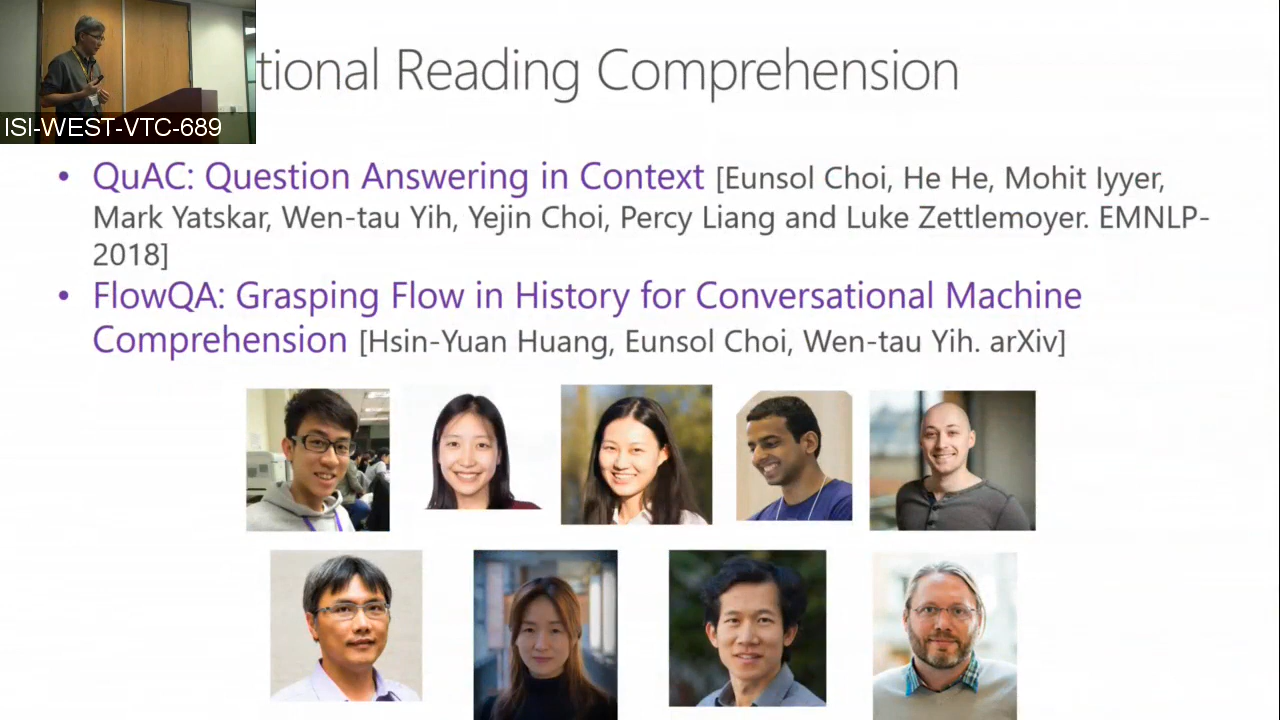 tional Reading Comprehension
ISI-WEST-VTC-689
• QuAC: Question Answering in Context [Eunsol Choi, He He, Mohit Iyyer,
Mark Yatskar, Wen-tau Yih, Yejin Choi, Percy Liang and Luke Zettlemoyer. EMNLP-
2018]
• FlowQA: Grasping Flow in History for Conversational Machine
Comprehension [Hsin-Yuan Huang, Eunsol Choi, Wen-tau Yih. arXiv]